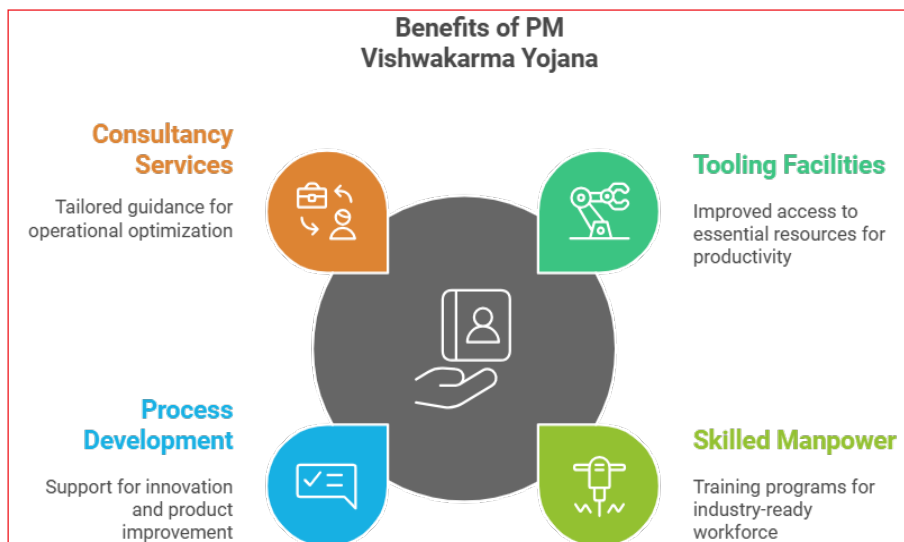 Benefits of PM
Vishwakarma Yojana
Consultancy
Services
Tailored guidance for
operational optimization
Tooling Facilities
Improved access to
essential resources for
productivity
Process
Development
Support for innovation
and product
improvement
Skilled Manpower
Training programs for
industry-ready
workforce